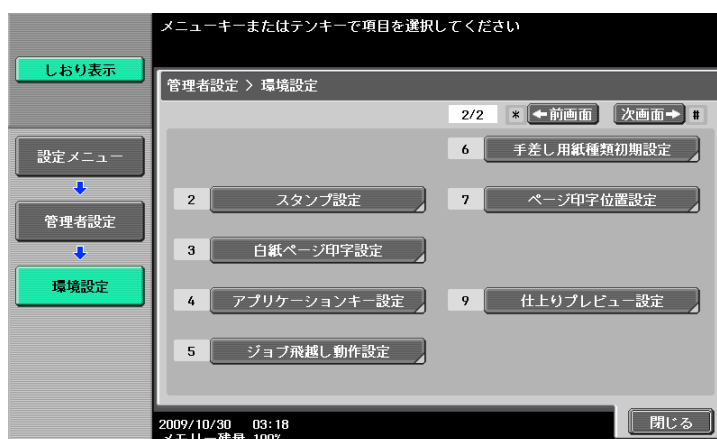 メニューキーまたはテンキーで項目を選択してください
しおり表示
管理者設定 > 環境設定
2/2 * ←前画面 次画面→ #
設定メニュー
管理者設定
環境設定
6 手差し用紙種類初期設定
2 スタンプ設定
7 ページ印字位置設定
3 白紙ページ印字設定
4 アプリケーションキー設定
9 仕上りプレビュー設定
5 ジョブ飛越し動作設定
閉じる
2009/10/30 03:18
メモリー残量 100%